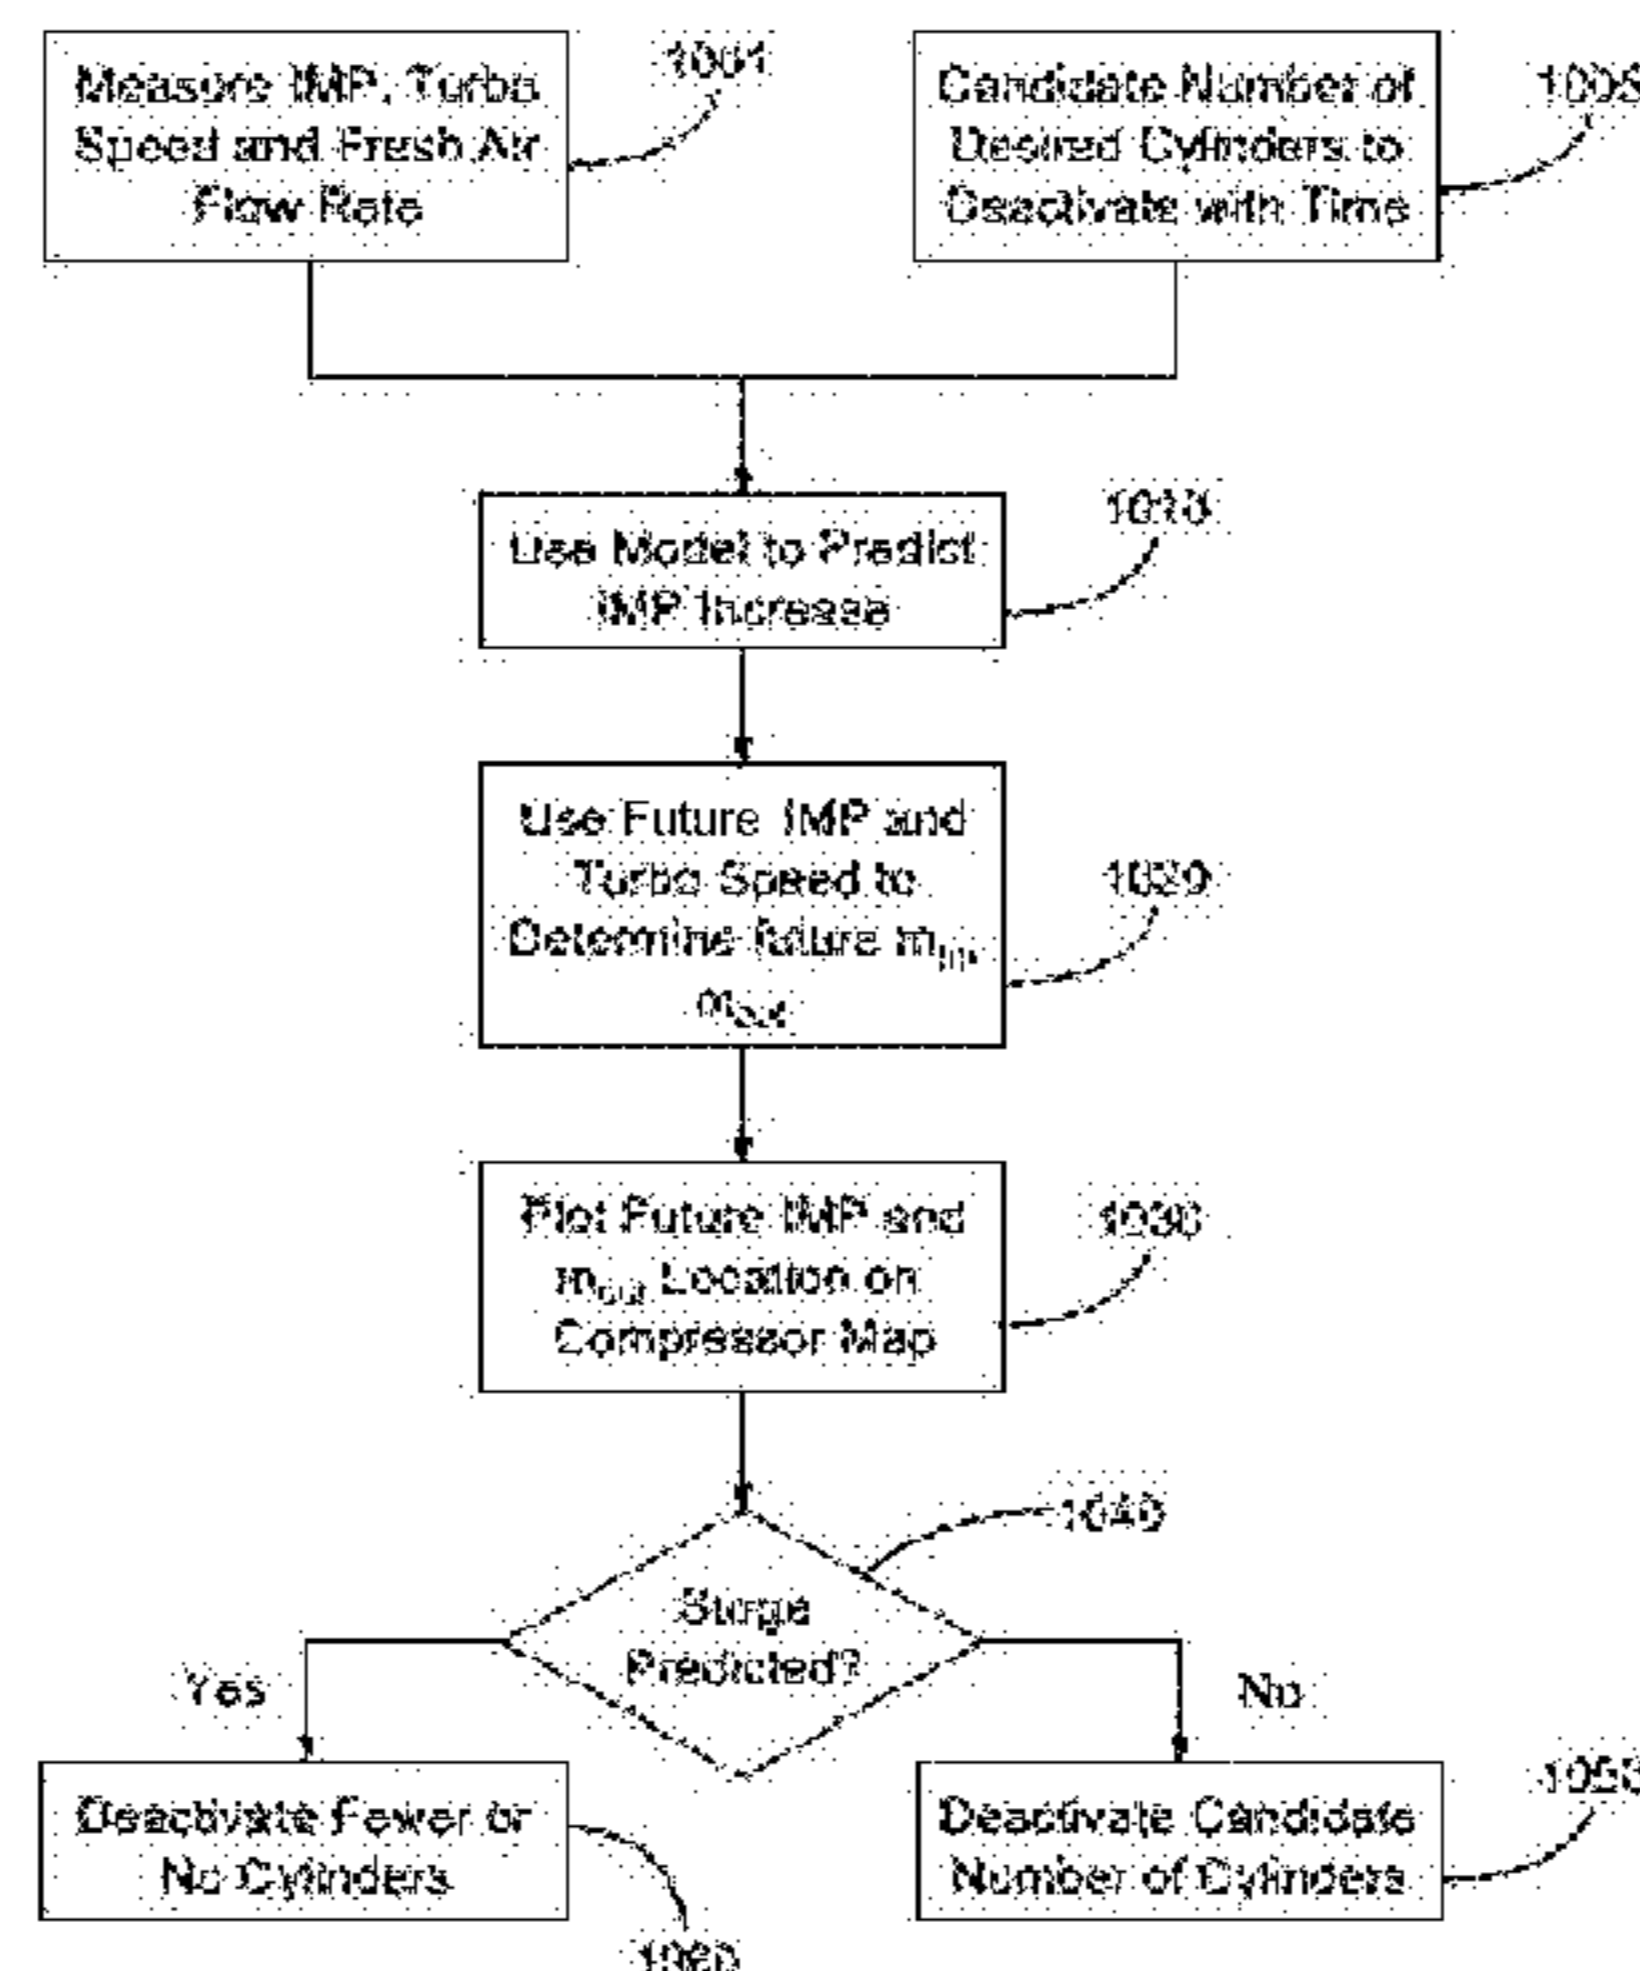 Measure IMP, Turbo
Speed and Fresh Air
Flow Rate
1001
Candidate Number of
Desired Cylinders to
Deactivate with Time
Use Model to Predict
IMP Increase
1010
Use Future IMP and
Turbo Speed to
Determine future m_in,
m_out
1020
Plot Future IMP and
m_out Location on
Compressor Map
1030
Surge
Predicted?
1040
Yes
No
Deactivate Fewer or
No Cylinders
1060
Deactivate Candidate
Number of Cylinders